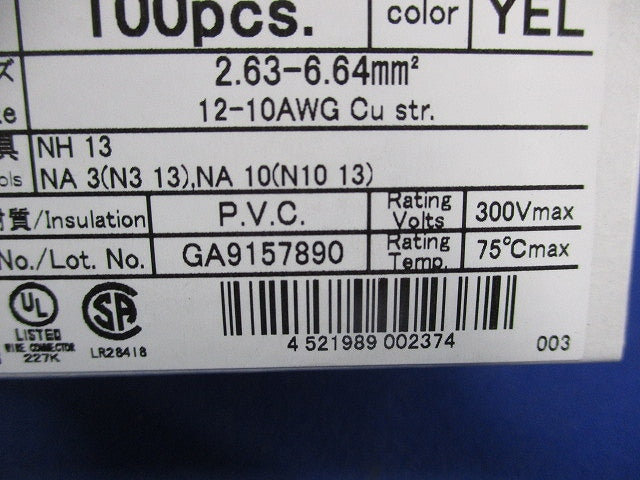 100pcs.
color YEL
ズ 2.63-6.64mm²
12-10AWG Cu str.
具 NH 13
ols NA 3(N3 13),NA 10(N10 13)
質/Insulation P.V.C. Rating Volts 300Vmax
No./Lot. No. GA9157890 Rating Temp. 75℃max
UL
LISTED
WIRE CONNECTOR
227K
SA
LR28418
4 521989 002374
003